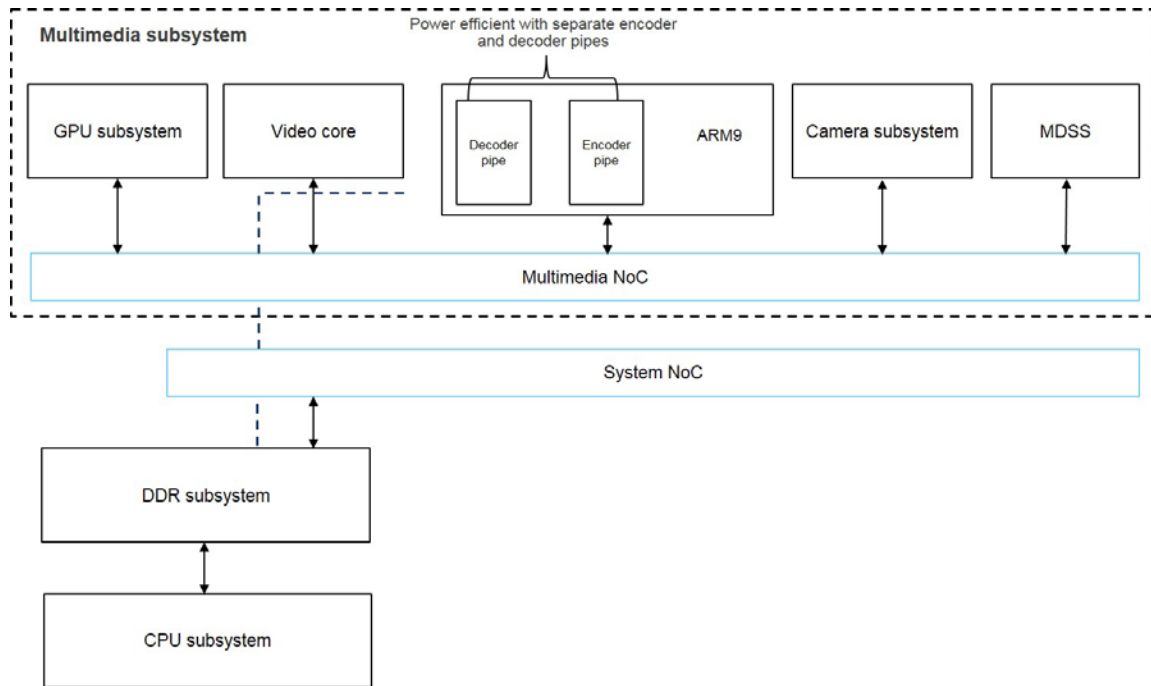 Multimedia subsystem
Power efficient with separate encoder
and decoder pipes
GPU subsystem
Video core
Decoder
pipe
Encoder
pipe
ARM9
Camera subsystem
MDSS
Multimedia NoC
System NoC
DDR subsystem
CPU subsystem